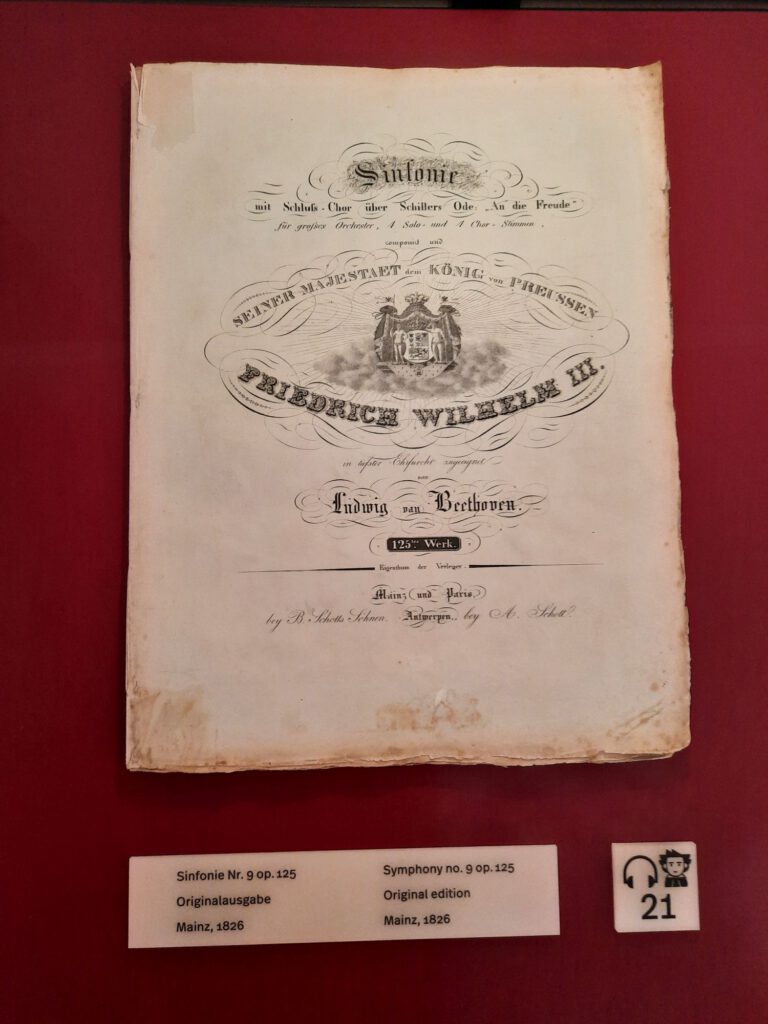 Sinfonie
mit Schluſs-Chor über Schillers Ode: „An die Freude"
für großes Orchester, 4 Solo- und 4 Chor-Stimmen,
componirt und
SEINER MAJESTAET dem KÖNIG von PREUSSEN
FRIEDRICH WILHELM III.
in tiefster Ehrfurcht zugeeignet
von
Ludwig van Beethoven.
125tes Werk.
Eigenthum der Verleger.
Mainz und Paris,
bey B. Schotts Söhnen. Antwerpen, bey A. Schott.
Sinfonie Nr. 9 op. 125
Originalausgabe
Mainz, 1826
Symphony no. 9 op. 125
Original edition
Mainz, 1826
21